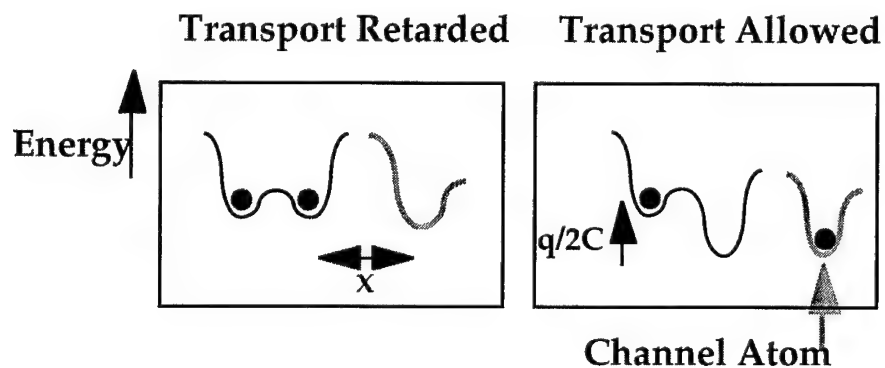 Transport Retarded
Transport Allowed
Energy
x
q/2C
Channel Atom